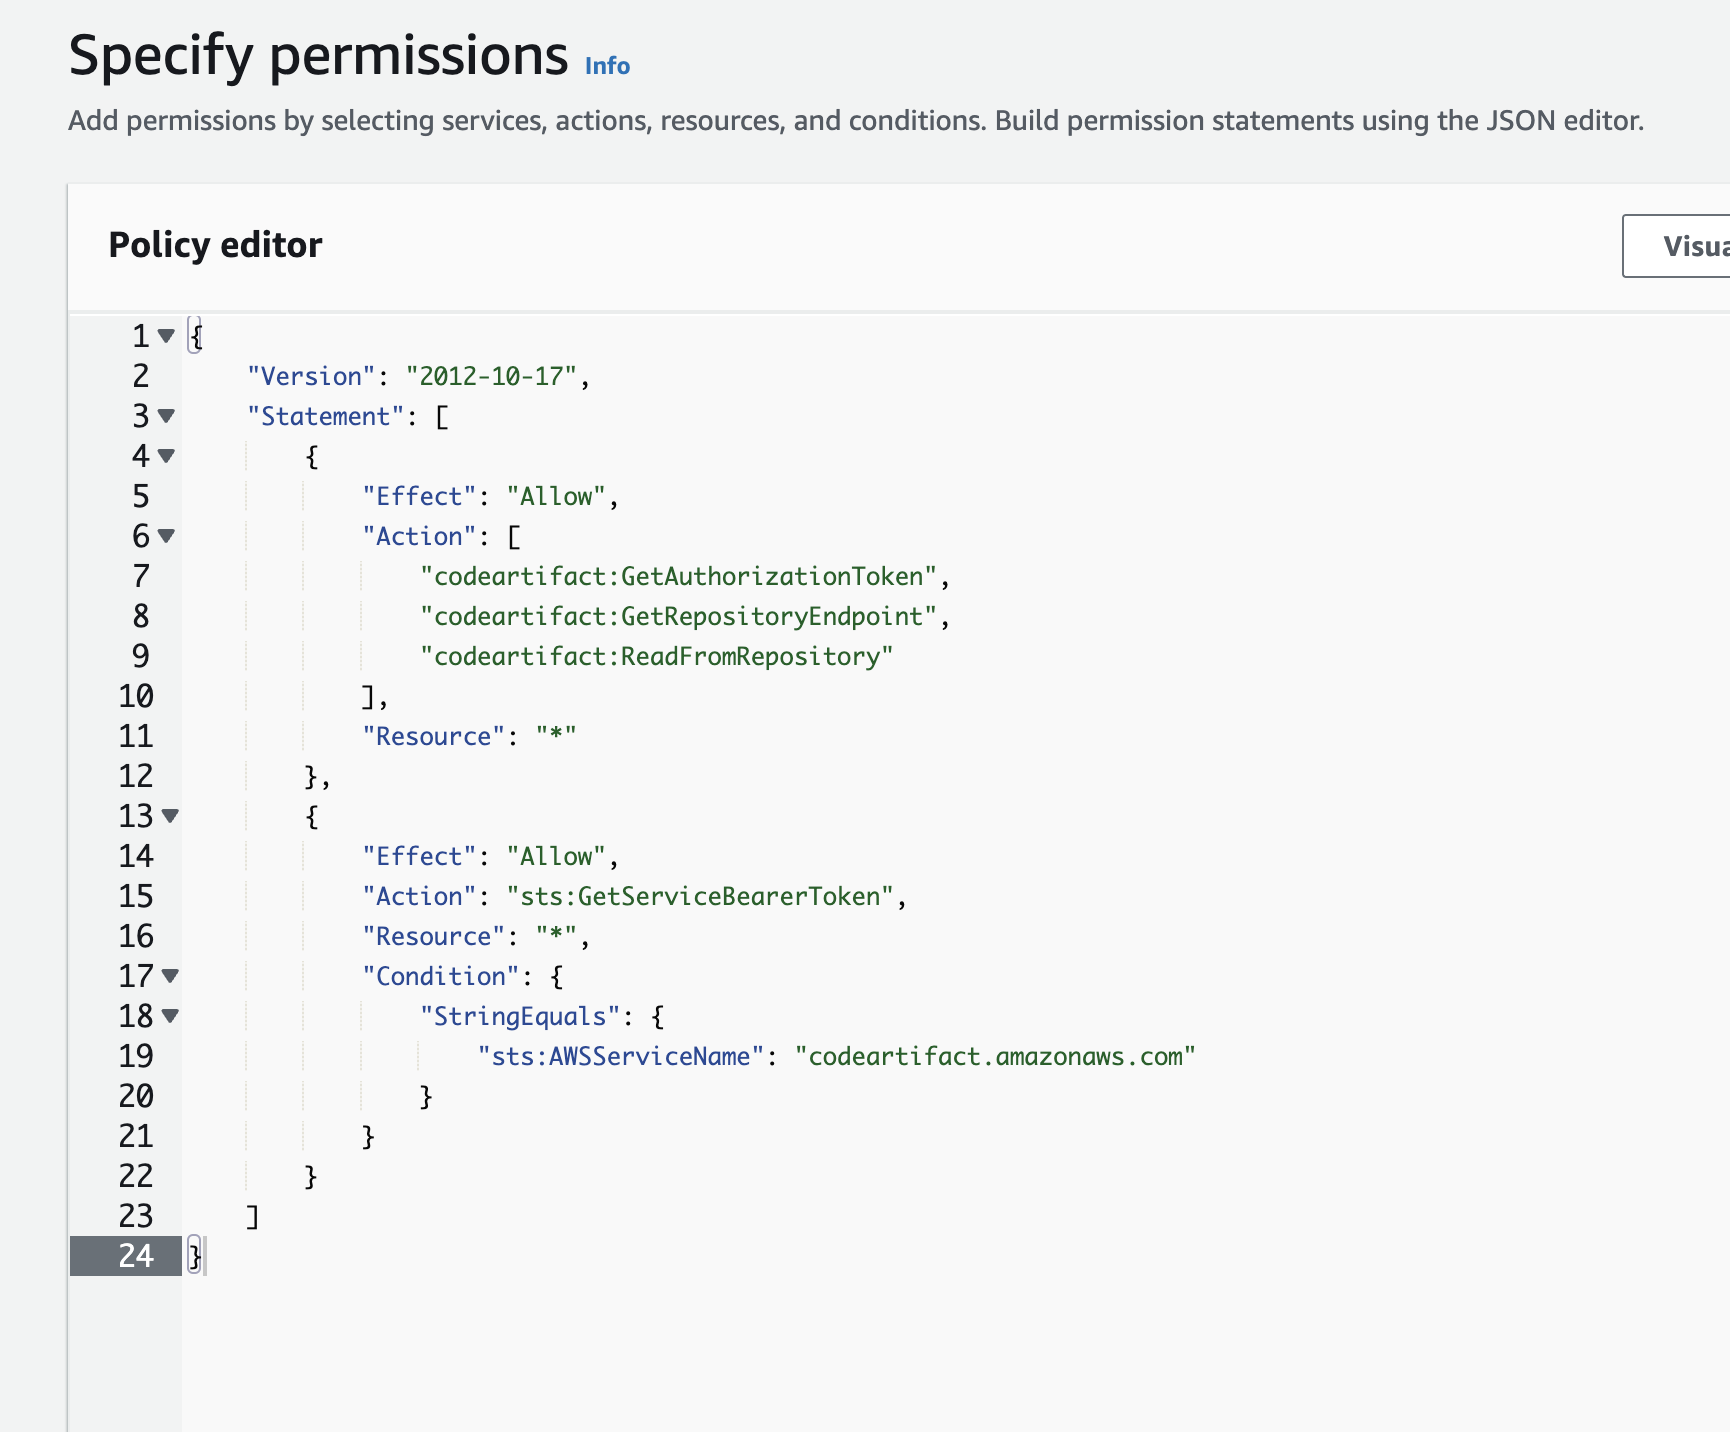 Specify permissions Info
Add permissions by selecting services, actions, resources, and conditions. Build permission statements using the JSON editor.
Policy editor
1 {
2     "Version": "2012-10-17",
3     "Statement": [
4         {
5             "Effect": "Allow",
6             "Action": [
7                 "codeartifact:GetAuthorizationToken",
8                 "codeartifact:GetRepositoryEndpoint",
9                 "codeartifact:ReadFromRepository"
10             ],
11             "Resource": "*"
12         },
13         {
14             "Effect": "Allow",
15             "Action": "sts:GetServiceBearerToken",
16             "Resource": "*",
17             "Condition": {
18                 "StringEquals": {
19                     "sts:AWSServiceName": "codeartifact.amazonaws.com"
20                 }
21             }
22         }
23     ]
24 }